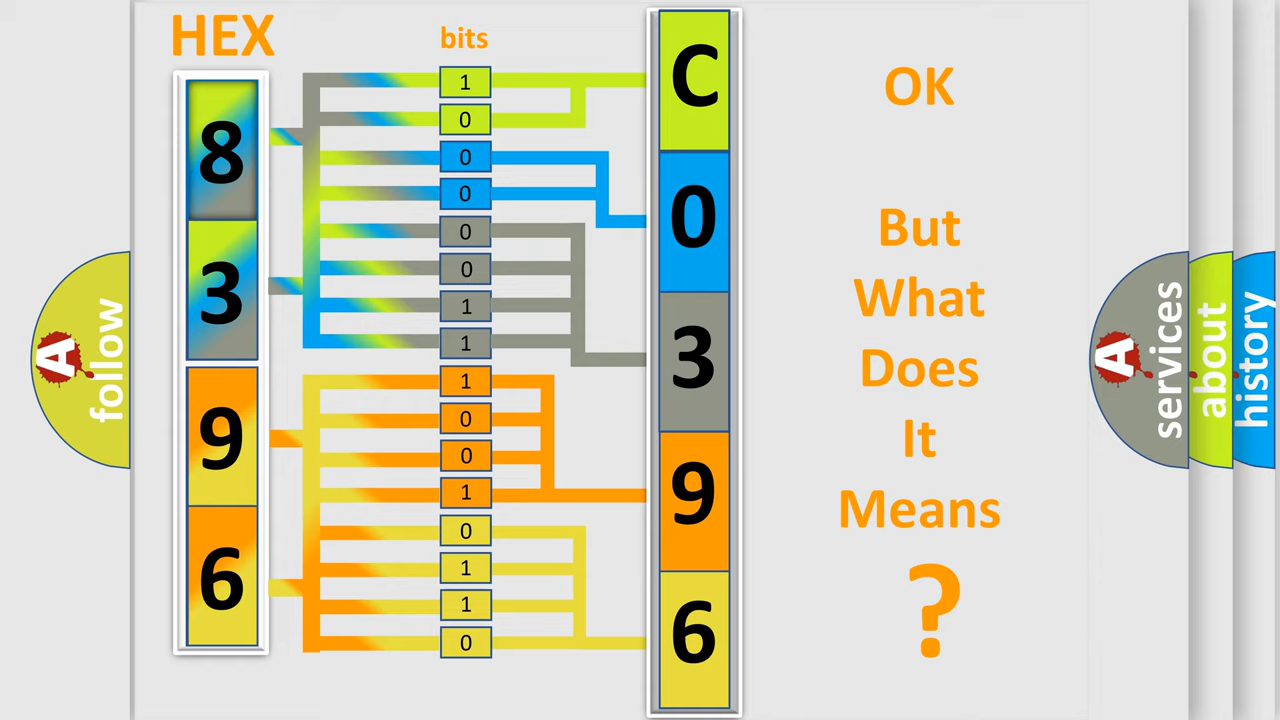 HEX
bits
8
3
9
6
1
0
0
0
0
0
1
1
1
0
0
1
0
1
1
0
C
0
3
9
6
OK
But
What
Does
It
Means
?
A
follow
A
services
about
history